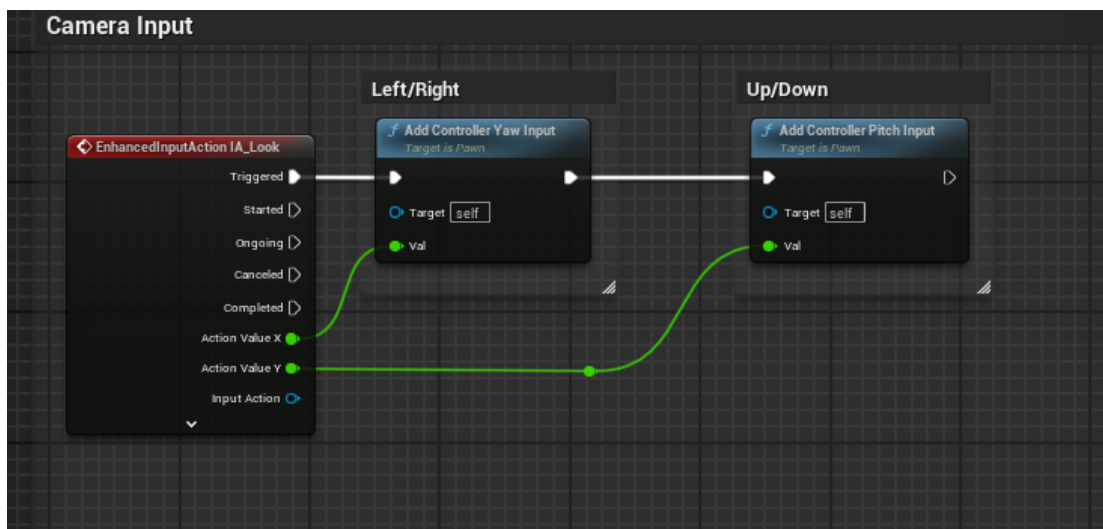 Camera Input
Left/Right
Up/Down
EnhancedInputAction IA_Look
Triggered
Started
Ongoing
Canceled
Completed
Action Value X
Action Value Y
Input Action
f Add Controller Yaw Input
Target is Pawn
Target self
Val
f Add Controller Pitch Input
Target is Pawn
Target self
Val